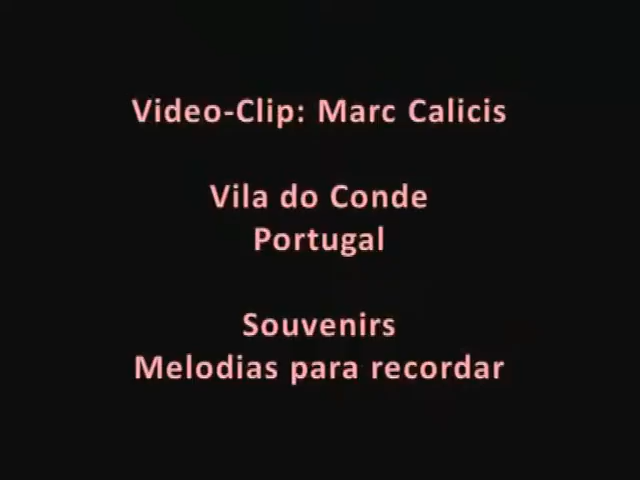 Video-Clip: Marc Calicis
Vila do Conde
Portugal
Souvenirs
Melodias para recordar